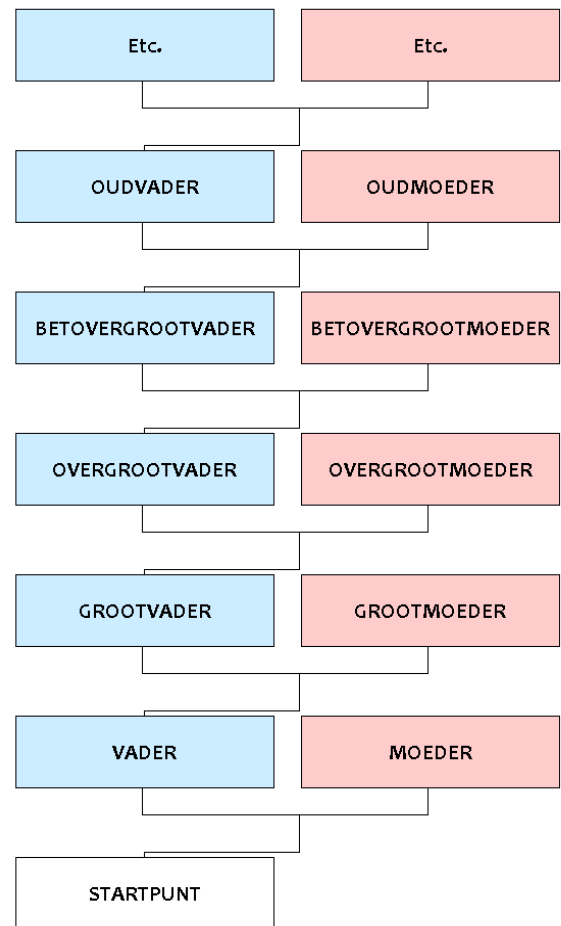 Etc.
Etc.
OUDVADER
OUDMOEDER
BETOVERGROOTVADER
BETOVERGROOTMOEDER
OVERGROOTVADER
OVERGROOTMOEDER
GROOTVADER
GROOTMOEDER
VADER
MOEDER
STARTPUNT